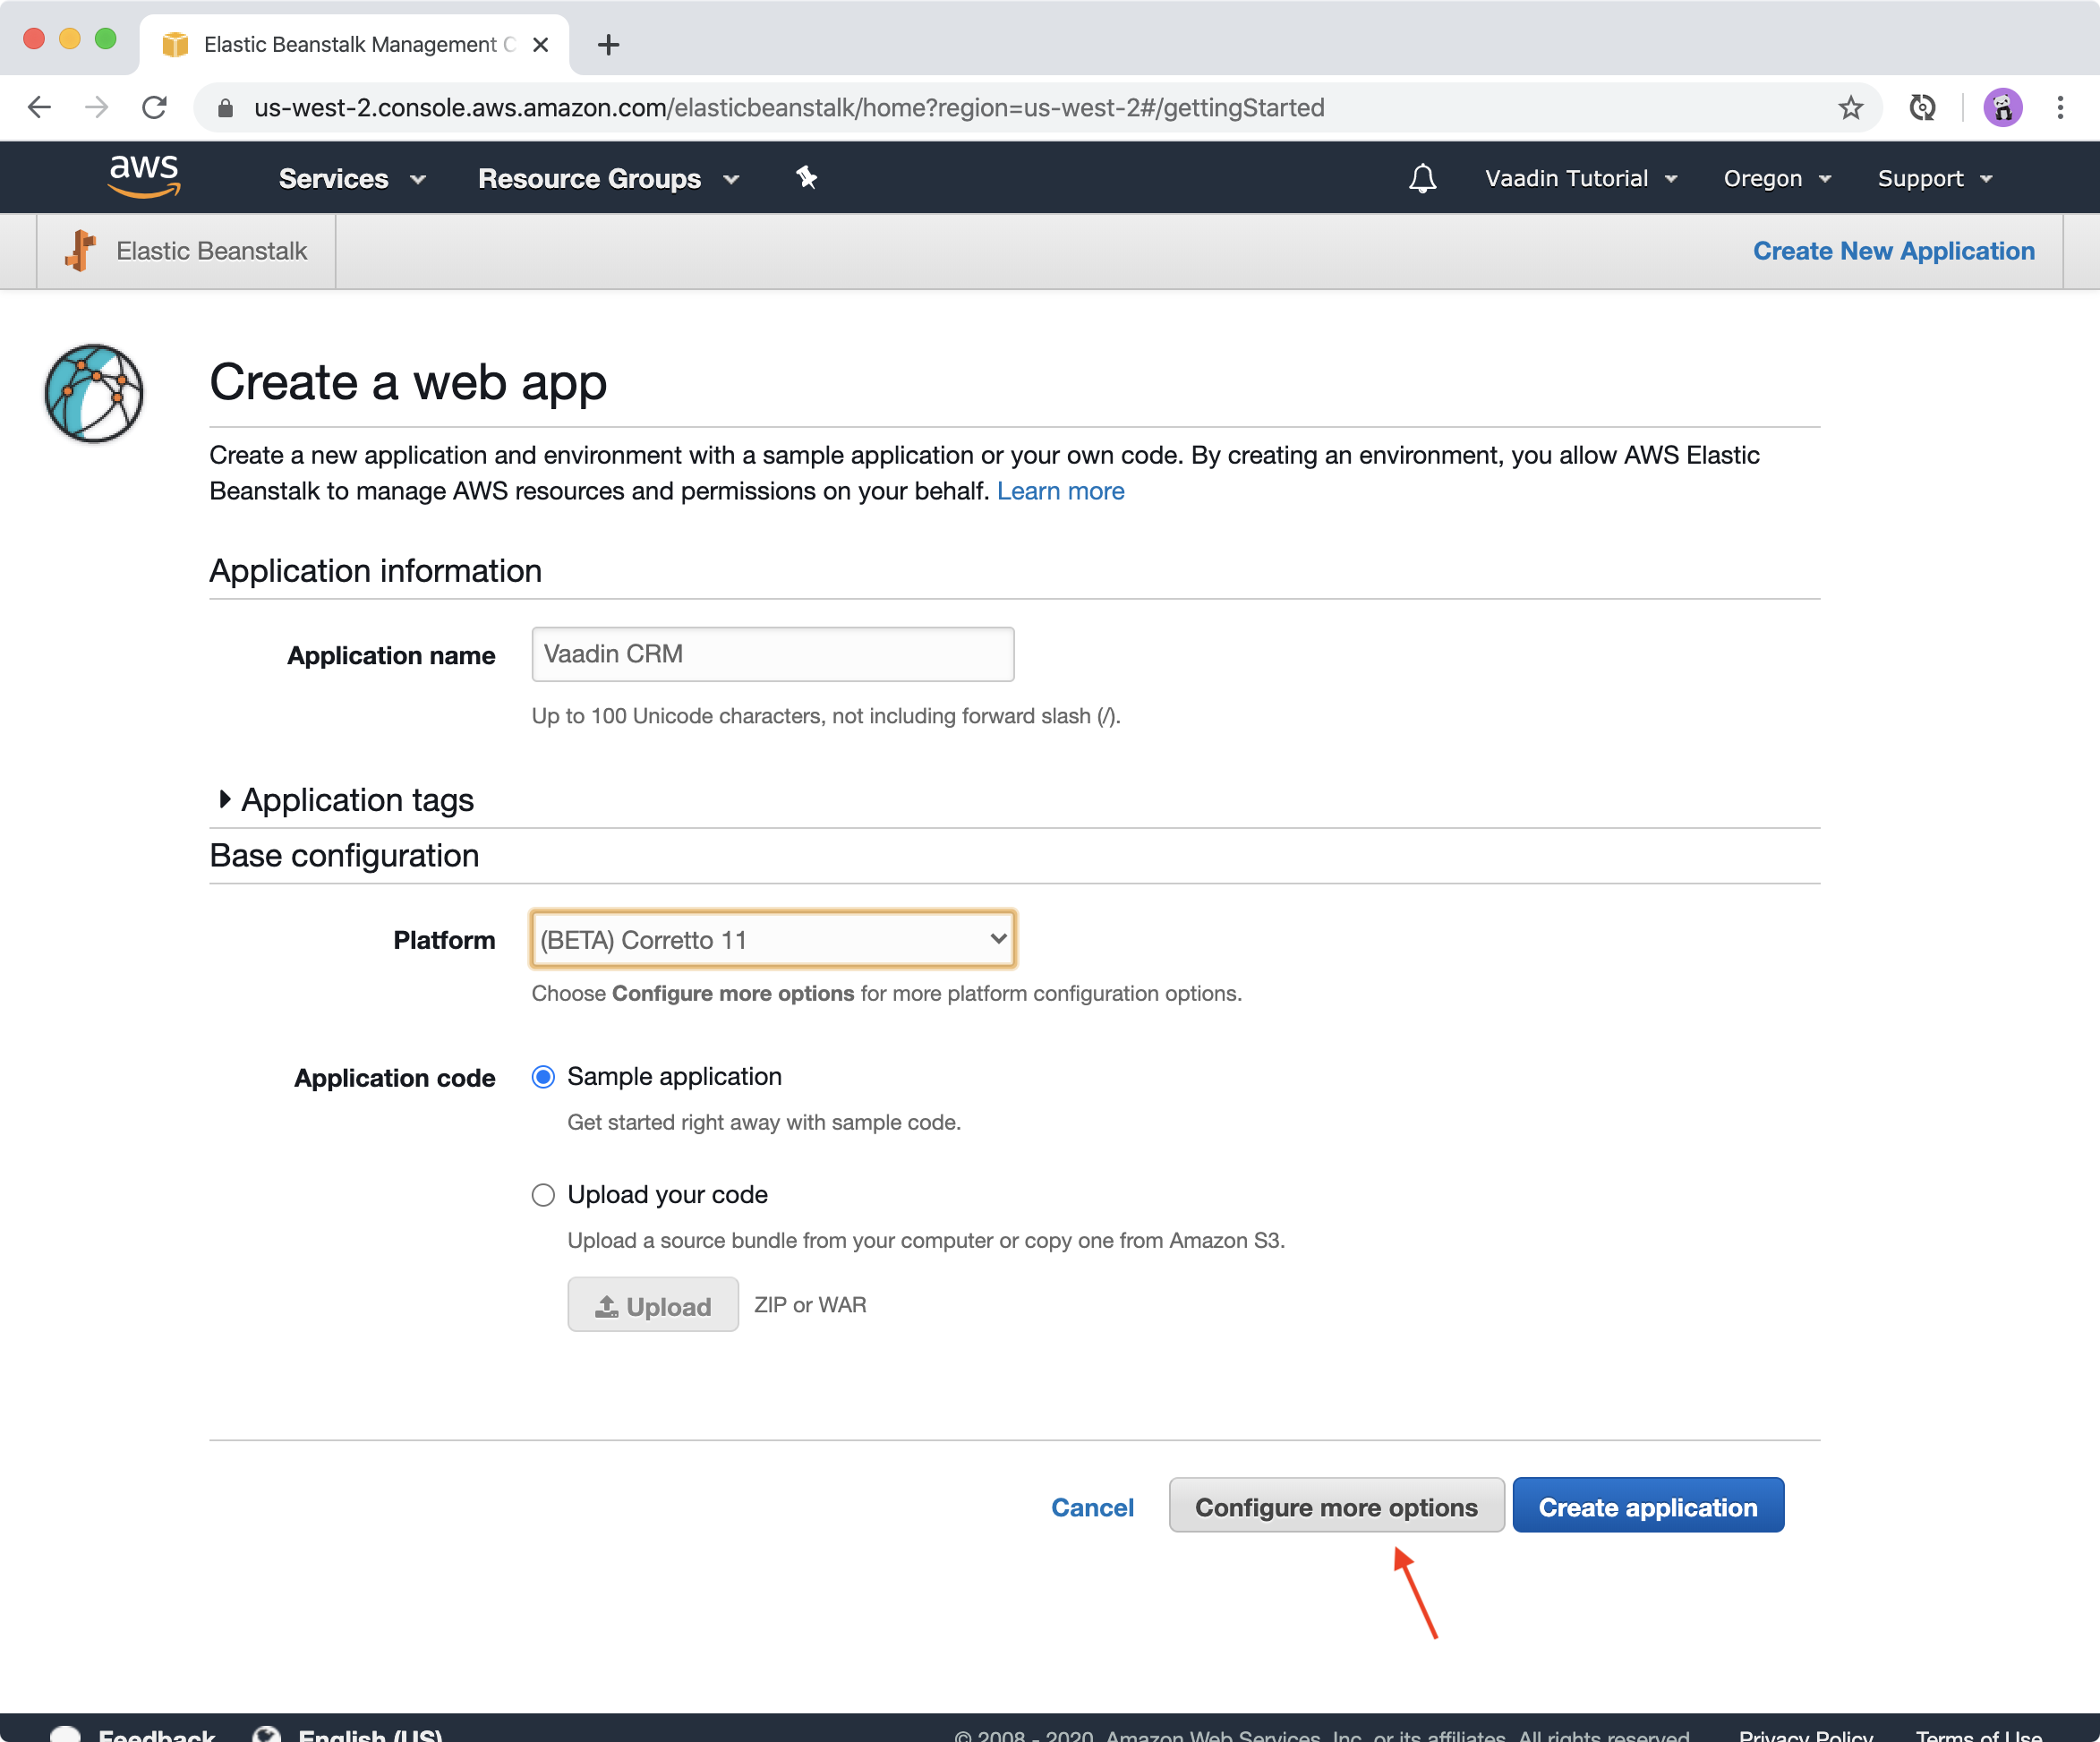 Elastic Beanstalk Management C
us-west-2.console.aws.amazon.com/elasticbeanstalk/home?region=us-west-2#/gettingStarted
aws Services Resource Groups Vaadin Tutorial Oregon Support
Elastic Beanstalk Create New Application
Create a web app
Create a new application and environment with a sample application or your own code. By creating an environment, you allow AWS Elastic
Beanstalk to manage AWS resources and permissions on your behalf. Learn more
Application information
Application name Vaadin CRM
Up to 100 Unicode characters, not including forward slash (/).
Application tags
Base configuration
Platform (BETA) Corretto 11
Choose Configure more options for more platform configuration options.
Application code Sample application
Get started right away with sample code.
Upload your code
Upload a source bundle from your computer or copy one from Amazon S3.
Upload ZIP or WAR
Cancel Configure more options Create application
Feedback English (US) © 2008 - 2020, Amazon Web Services, Inc. or its affiliates. All rights reserved. Privacy Policy Terms of Use